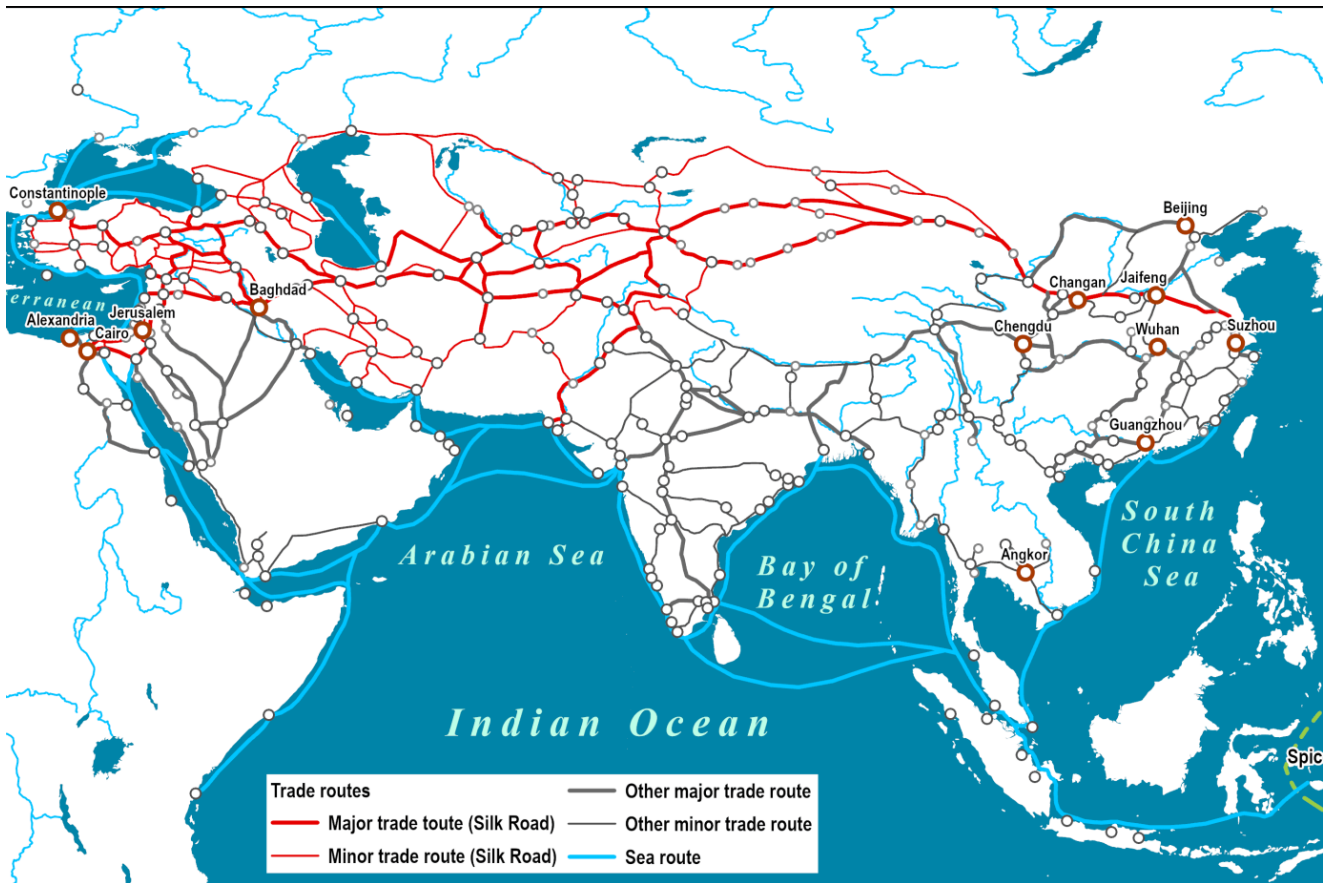 Constantinople
Beijing
Baghdad
Changan
Jaifeng
erranean
Jerusalem
Alexandria
Cairo
Chengdu
Wuhan
Suzhou
Guangzhou
Arabian Sea
Bay of
Bengal
Angkor
South
China
Sea
Indian Ocean
Spic
Trade routes
Major trade toute (Silk Road)
Minor trade route (Silk Road)
Other major trade route
Other minor trade route
Sea route